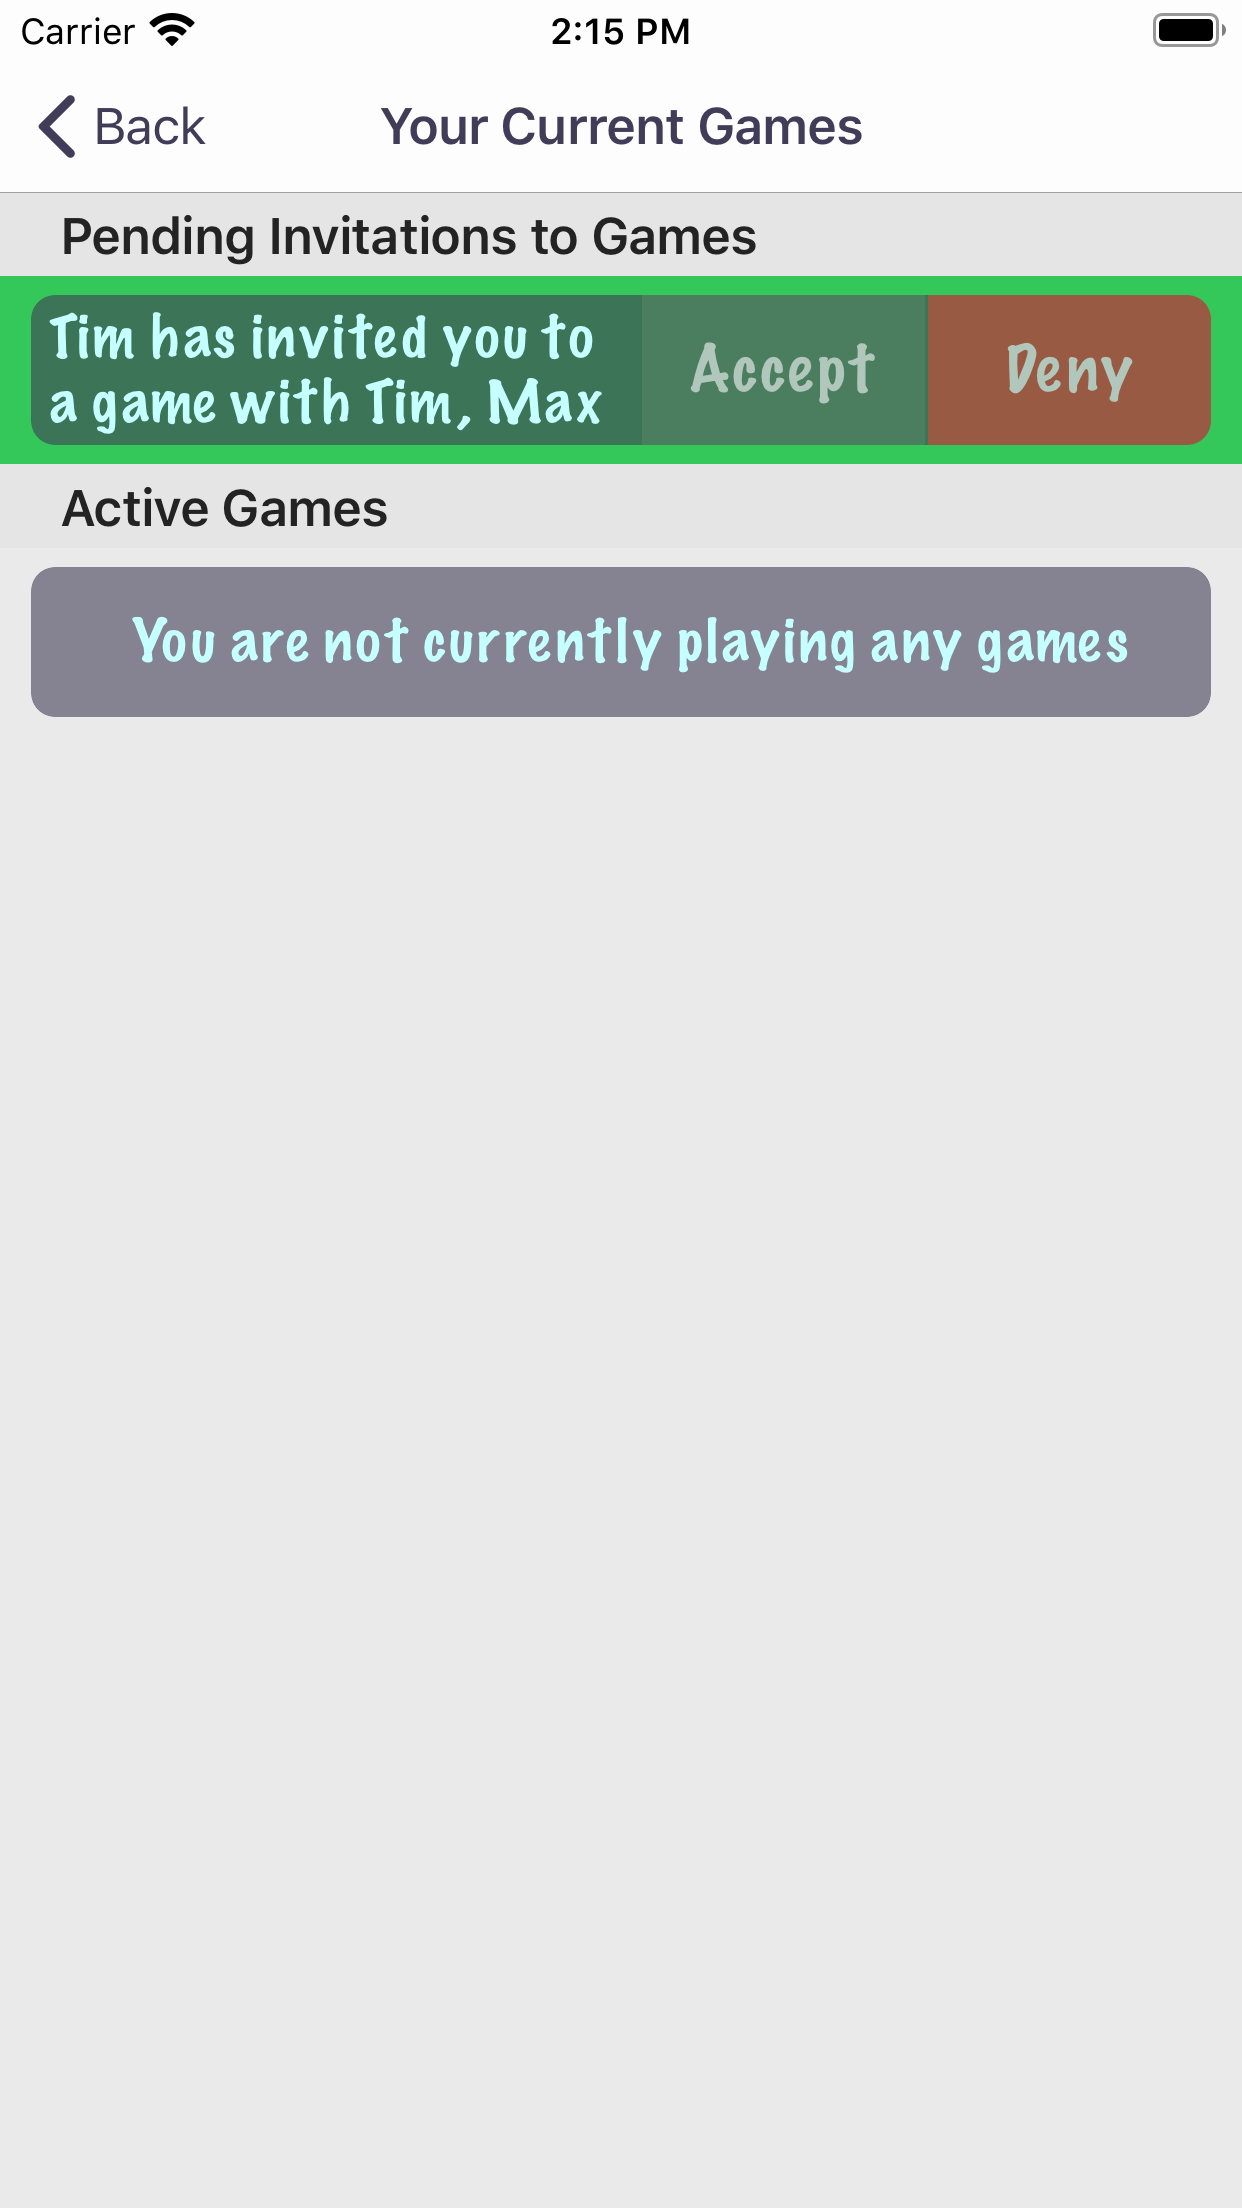 Carrier 2:15 PM
Back Your Current Games
Pending Invitations to Games
Tim has invited you to
a game with Tim, Max
Accept
Deny
Active Games
You are not currently playing any games